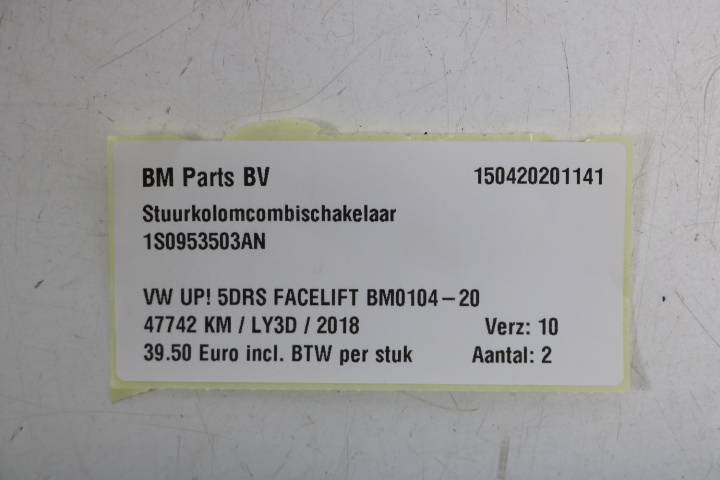 BM Parts BV 150420201141
Stuurkolomcombischakelaar
1S0953503AN
VW UP! 5DRS FACELIFT BM0104-20
47742 KM / LY3D / 2018 Verz: 10
39.50 Euro incl. BTW per stuk Aantal: 2